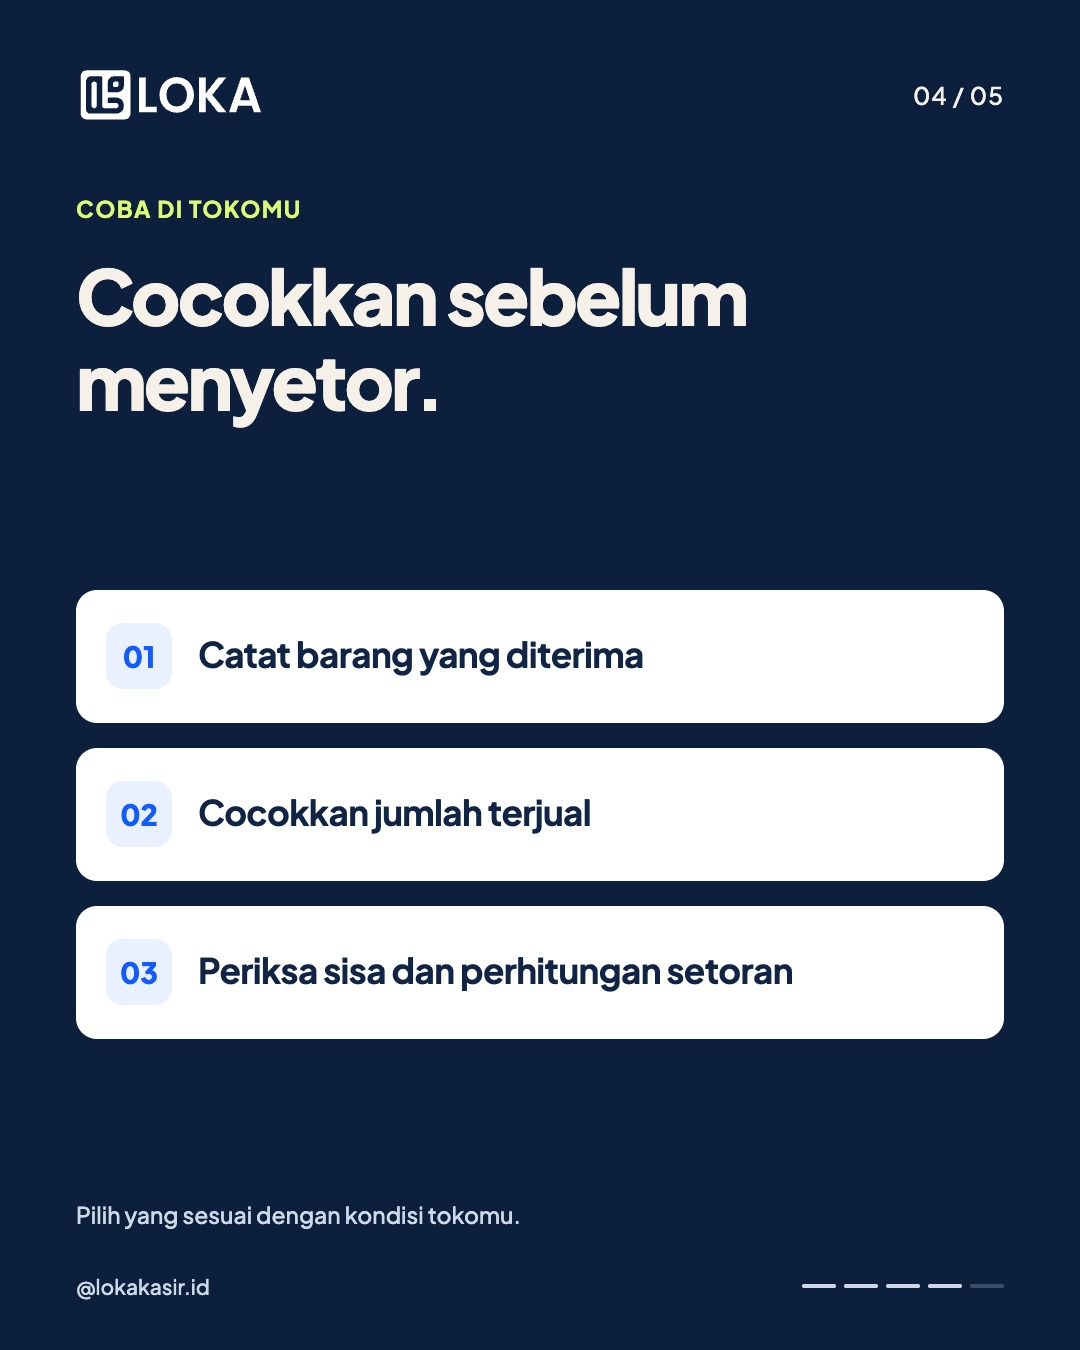 LOKA
04 / 05
COBA DI TOKOMU
Cocokkan sebelum
menyetor.
01 Catat barang yang diterima
02 Cocokkan jumlah terjual
03 Periksa sisa dan perhitungan setoran
Pilih yang sesuai dengan kondisi tokomu.
@lokakasir.id